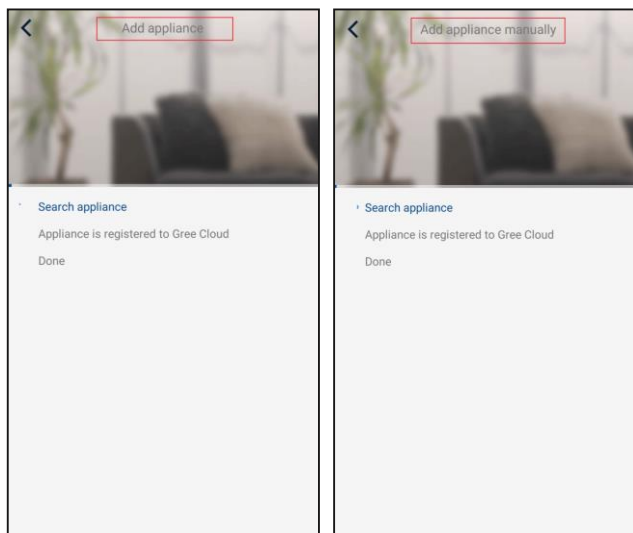 Add appliance
Search appliance
Appliance is registered to Gree Cloud
Done
Add appliance manually
Search appliance
Appliance is registered to Gree Cloud
Done